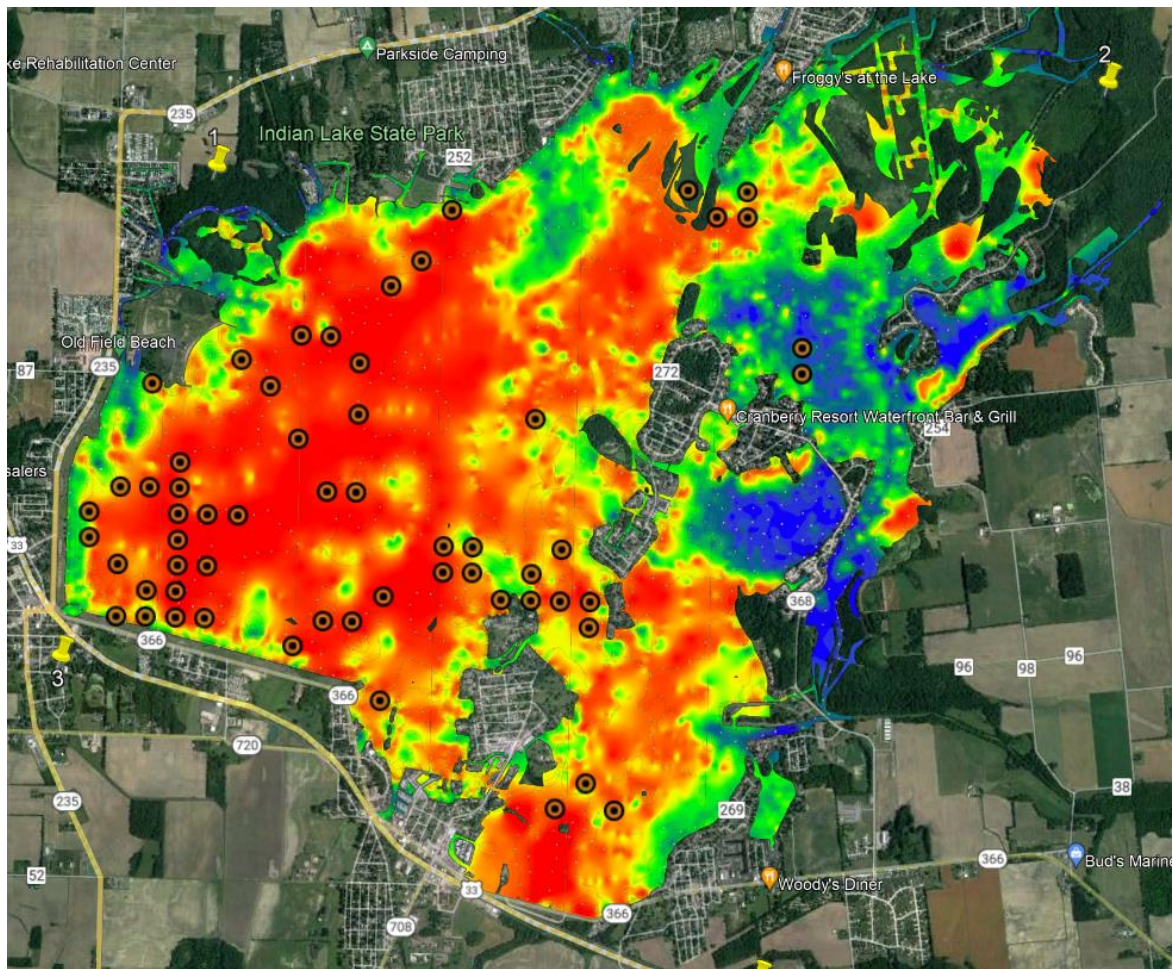 2
Parkside Camping
ke Rehabilitation Center
Froggy's at the Lake
235
Indian Lake State Park
1
252
Old Field Beach
235
87
272
Cranberry Resort Waterfront Bar & Grill
254
salers
33
368
366
3
96
98
96
366
720
38
235
269
366
Bud's Marine
52
Woody's Diner
33
366
708